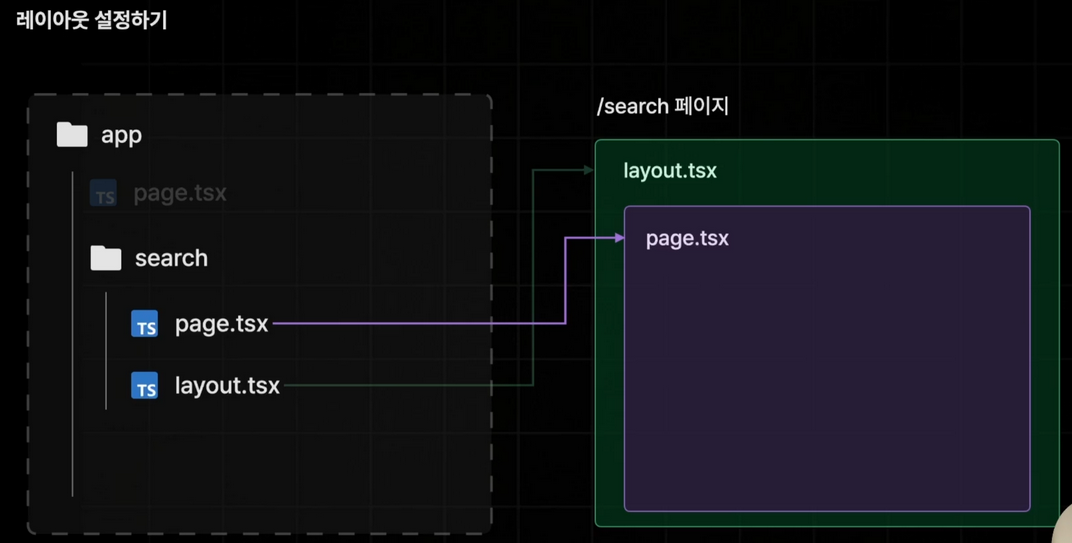 레이아웃 설정하기
app
TS page.tsx
search
TS page.tsx
TS layout.tsx
/search 페이지
layout.tsx
page.tsx